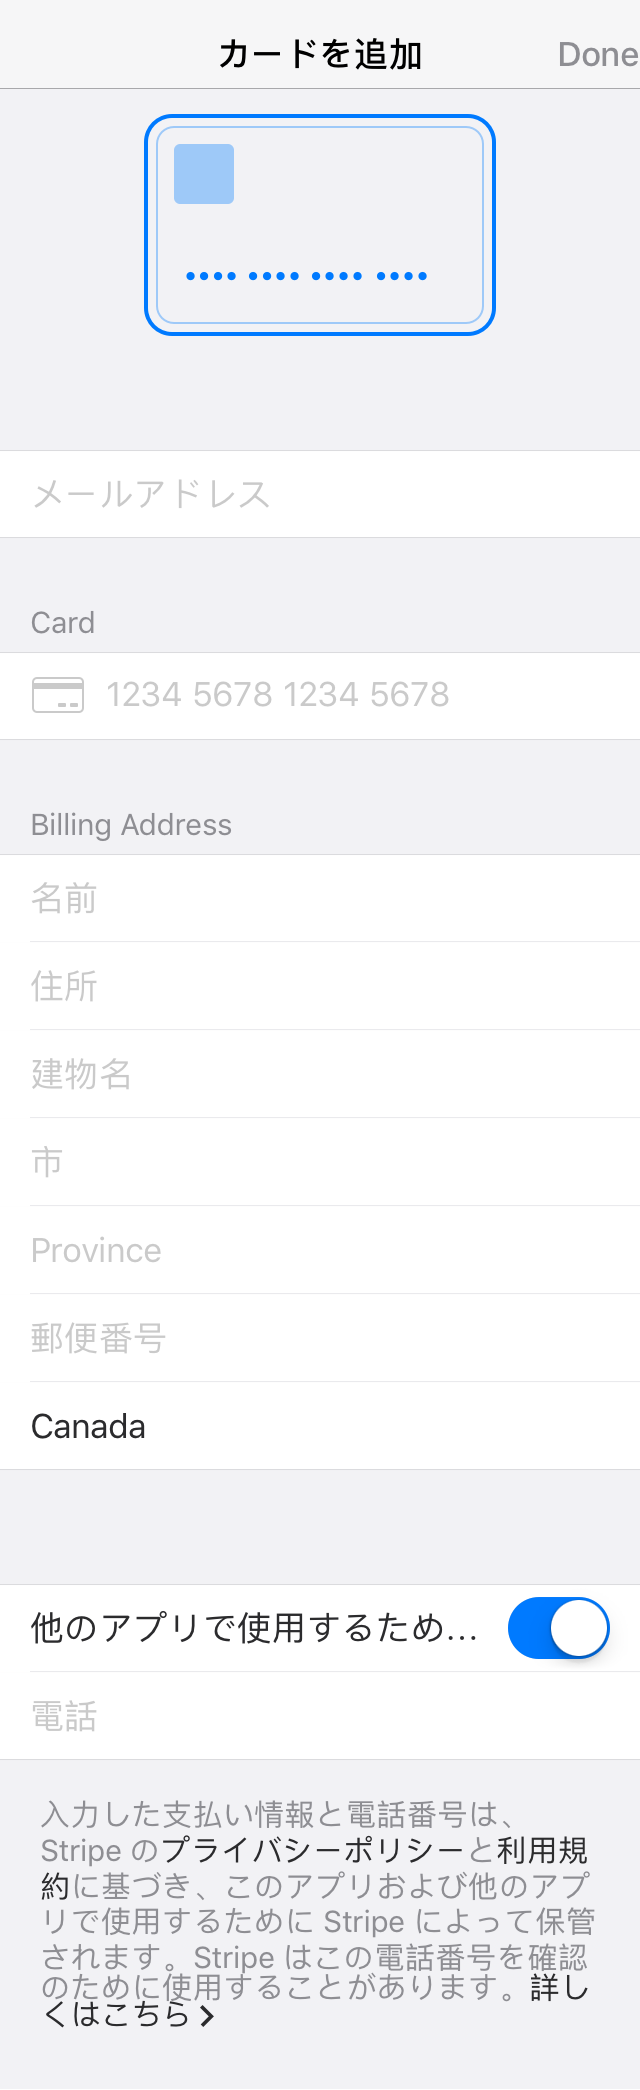 カードを追加
Done
•••• •••• •••• ••••
メールアドレス
Card
1234 5678 1234 5678
Billing Address
名前
住所
建物名
市
Province
郵便番号
Canada
他のアプリで使用するため...
電話
入力した支払い情報と電話番号は、
Stripe のプライバシーポリシーと利用規
約に基づき、このアプリおよび他のアプ
リで使用するために Stripe によって保管
されます。Stripe はこの電話番号を確認
のために使用することがあります。詳し
くはこちら